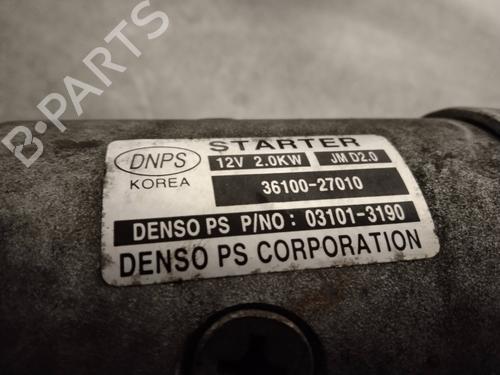 B-PARTS
STARTER
DNPS
12V 2.0KW
JM D2.0
KOREA
36100-27010
DENSO PS P/NO: 03101-3190
DENSO PS CORPORATION